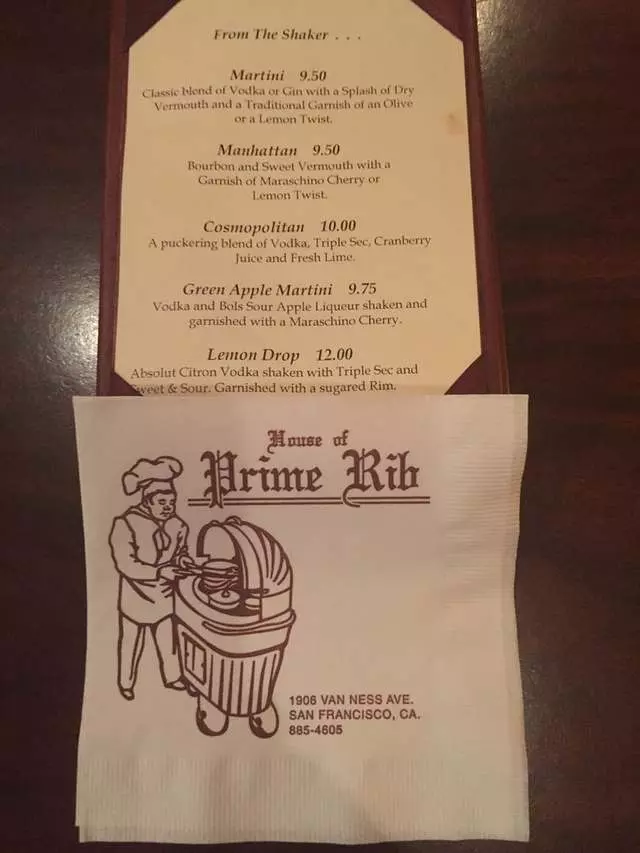 From The Shaker . . .
Martini 9.50
Classic blend of Vodka or Gin with a Splash of Dry
Vermouth and a Traditional Garnish of an Olive
or a Lemon Twist.
Manhattan 9.50
Bourbon and Sweet Vermouth with a
Garnish of Maraschino Cherry or
Lemon Twist.
Cosmopolitan 10.00
A puckering blend of Vodka, Triple Sec, Cranberry
Juice and Fresh Lime.
Green Apple Martini 9.75
Vodka and Bols Sour Apple Liqueur shaken and
garnished with a Maraschino Cherry.
Lemon Drop 12.00
Absolut Citron Vodka shaken with Triple Sec and
Sweet & Sour. Garnished with a sugared Rim.
House of
Prime Rib
1906 VAN NESS AVE.
SAN FRANCISCO, CA.
885-4605